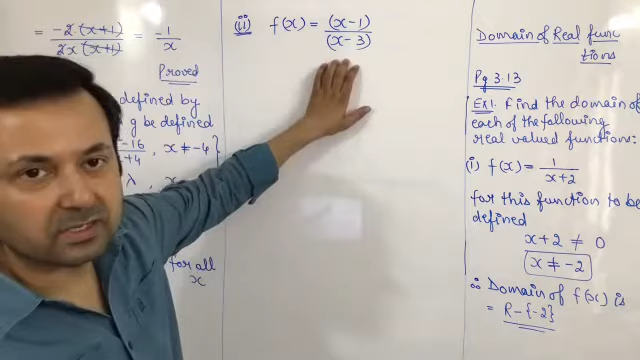 = -2 (x+1) / 2x (x+1) = -1 / x
Proved
defined by
g be defined
-16 / +4 , x ≠ -4}
λ , x
for all
x
(ii) f(x) = (x-1) / (x-3)
Domain of Real func
tions
Pg 3.13
Ex1. Find the domain of
each of the following
real valued functions:
(i) f(x) = 1 / x+2
for this function to be
defined
x+2 ≠ 0
x ≠ -2
∴ Domain of f(x) is
= R-{-2}